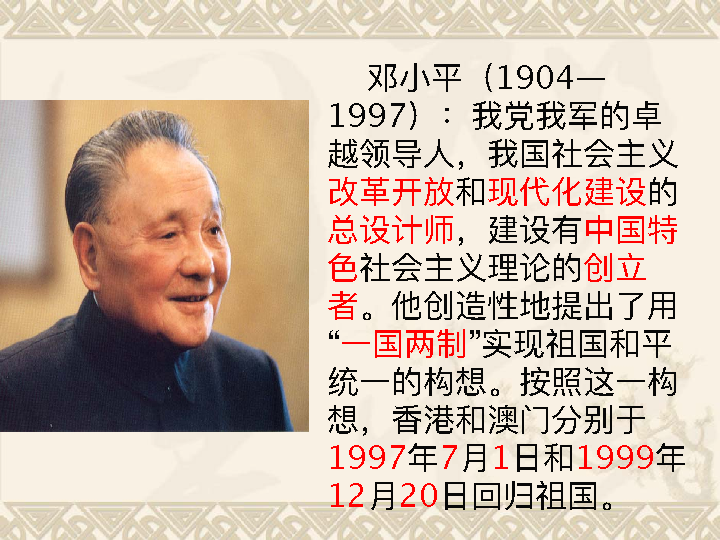 邓小平（1904—
1997）：我党我军的卓
越领导人，我国社会主义
改革开放和现代化建设的
总设计师，建设有中国特
色社会主义理论的创立
者。他创造性地提出了用
“一国两制”实现祖国和平
统一的构想。按照这一构
想，香港和澳门分别于
1997年7月1日和1999年
12月20日回归祖国。